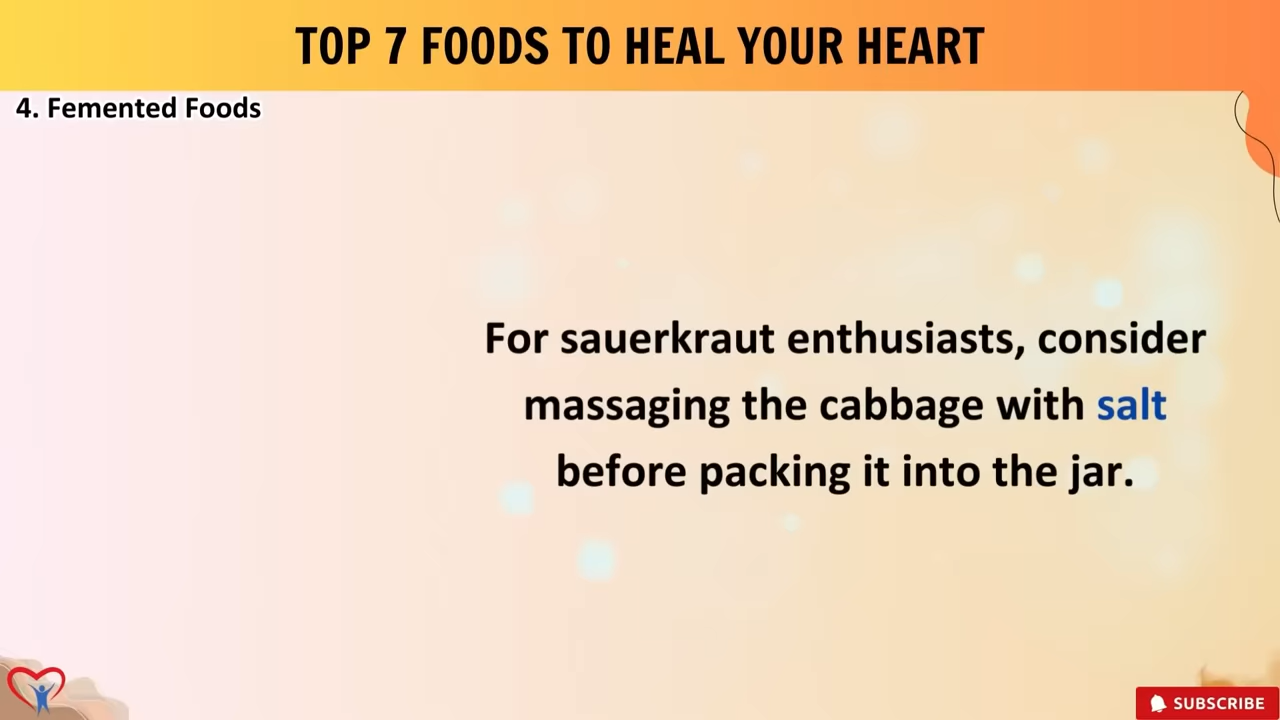 TOP 7 FOODS TO HEAL YOUR HEART
4. Femented Foods
For sauerkraut enthusiasts, consider
massaging the cabbage with salt
before packing it into the jar.
SUBSCRIBE